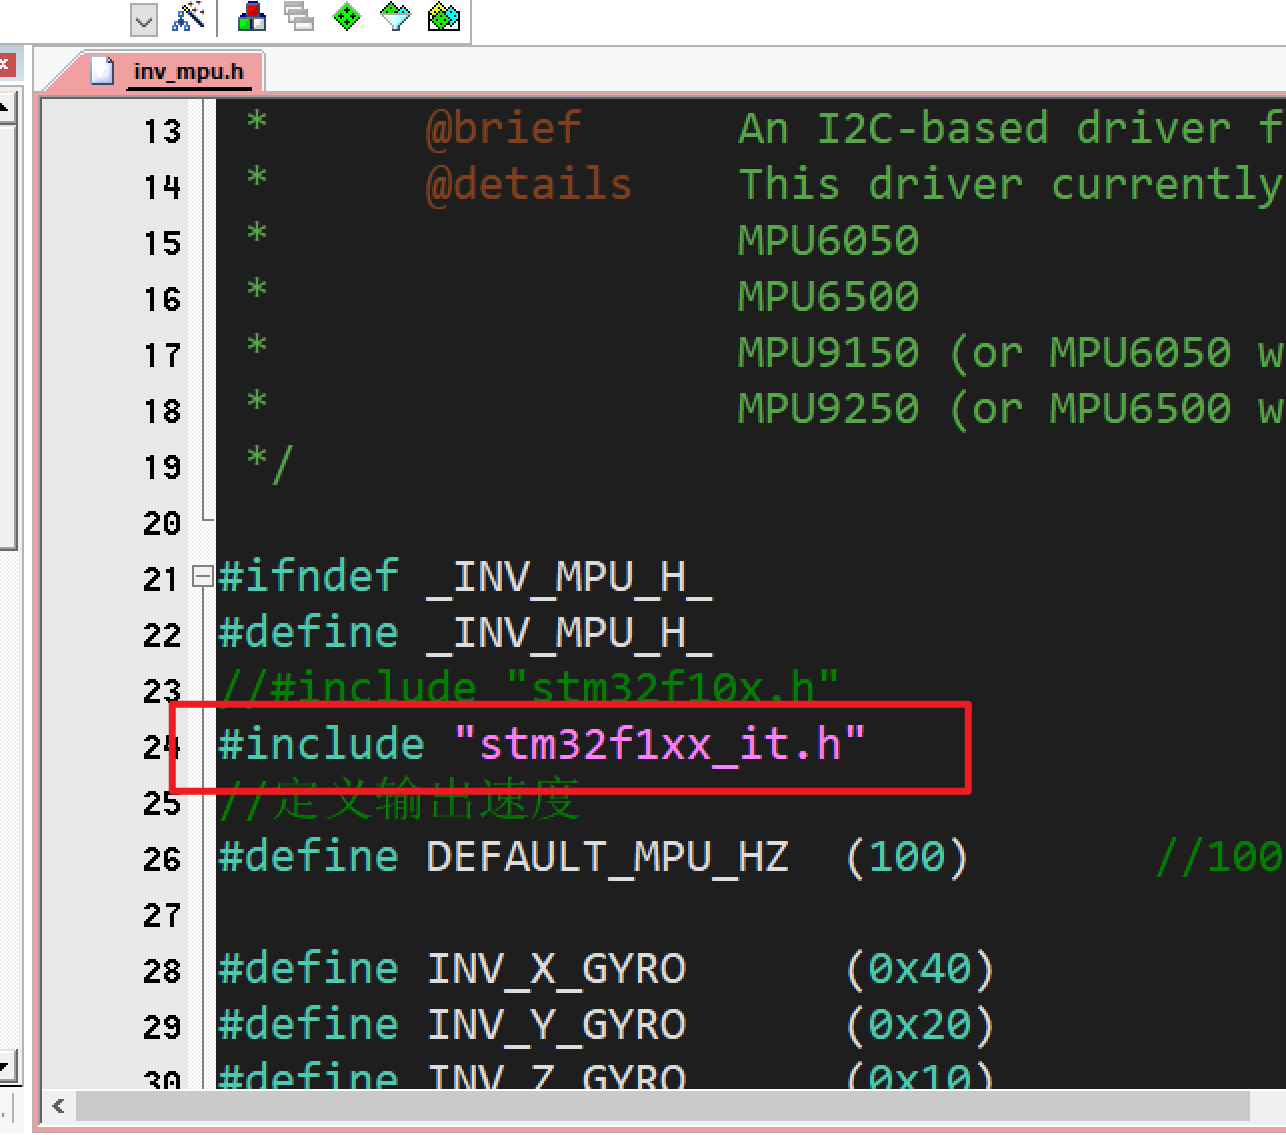 inv_mpu.h
13 * @brief An I2C-based driver f
14 * @details This driver currently
15 * MPU6050
16 * MPU6500
17 * MPU9150 (or MPU6050 w
18 * MPU9250 (or MPU6500 w
19 */
20
21 #ifndef _INV_MPU_H_
22 #define _INV_MPU_H_
23 //#include "stm32f10x.h"
24 #include "stm32f1xx_it.h"
25 //定义输出速度
26 #define DEFAULT_MPU_HZ (100) //100
27
28 #define INV_X_GYRO (0x40)
29 #define INV_Y_GYRO (0x20)
30 #define INV_Z_GYRO (0x10)